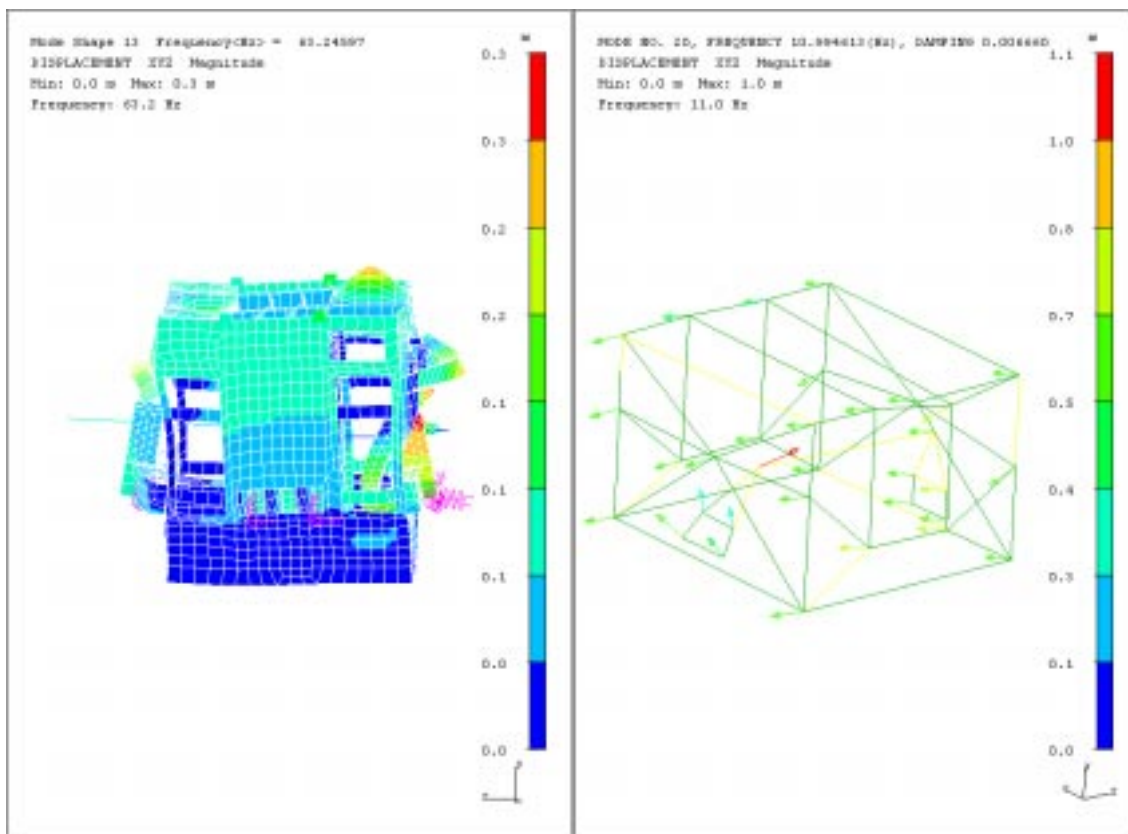 Mode Shape 13 Frequency<Hz> = 63.24597
DISPLACEMENT XYZ Magnitude
Min: 0.0 m Max: 0.3 m
Frequency: 63.2 Hz
m
0.3
0.3
0.2
0.2
0.1
0.1
0.1
0.0
0.0
MODE NO. 20, FREQUENCY 10.994613(Hz), DAMPING 0.006660
DISPLACEMENT XYZ Magnitude
Min: 0.0 m Max: 1.0 m
Frequency: 11.0 Hz
m
1.1
1.0
0.8
0.7
0.5
0.4
0.3
0.1
0.0